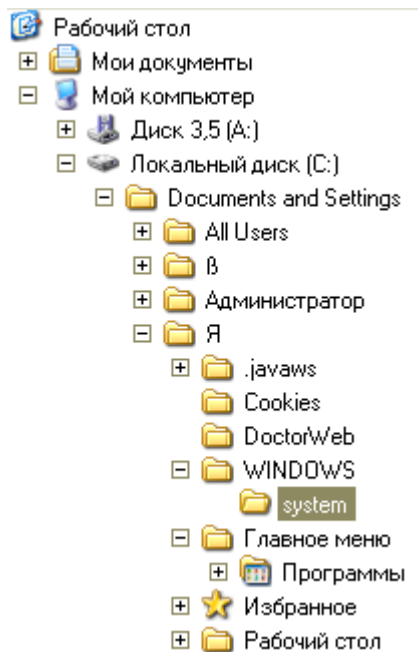 Рабочий стол
Мои документы
Мой компьютер
Диск 3,5 (A:)
Локальный диск (C:)
Documents and Settings
All Users
ß
Администратор
Я
.javaws
Cookies
DoctorWeb
WINDOWS
system
Главное меню
Программы
Избранное
Рабочий стол